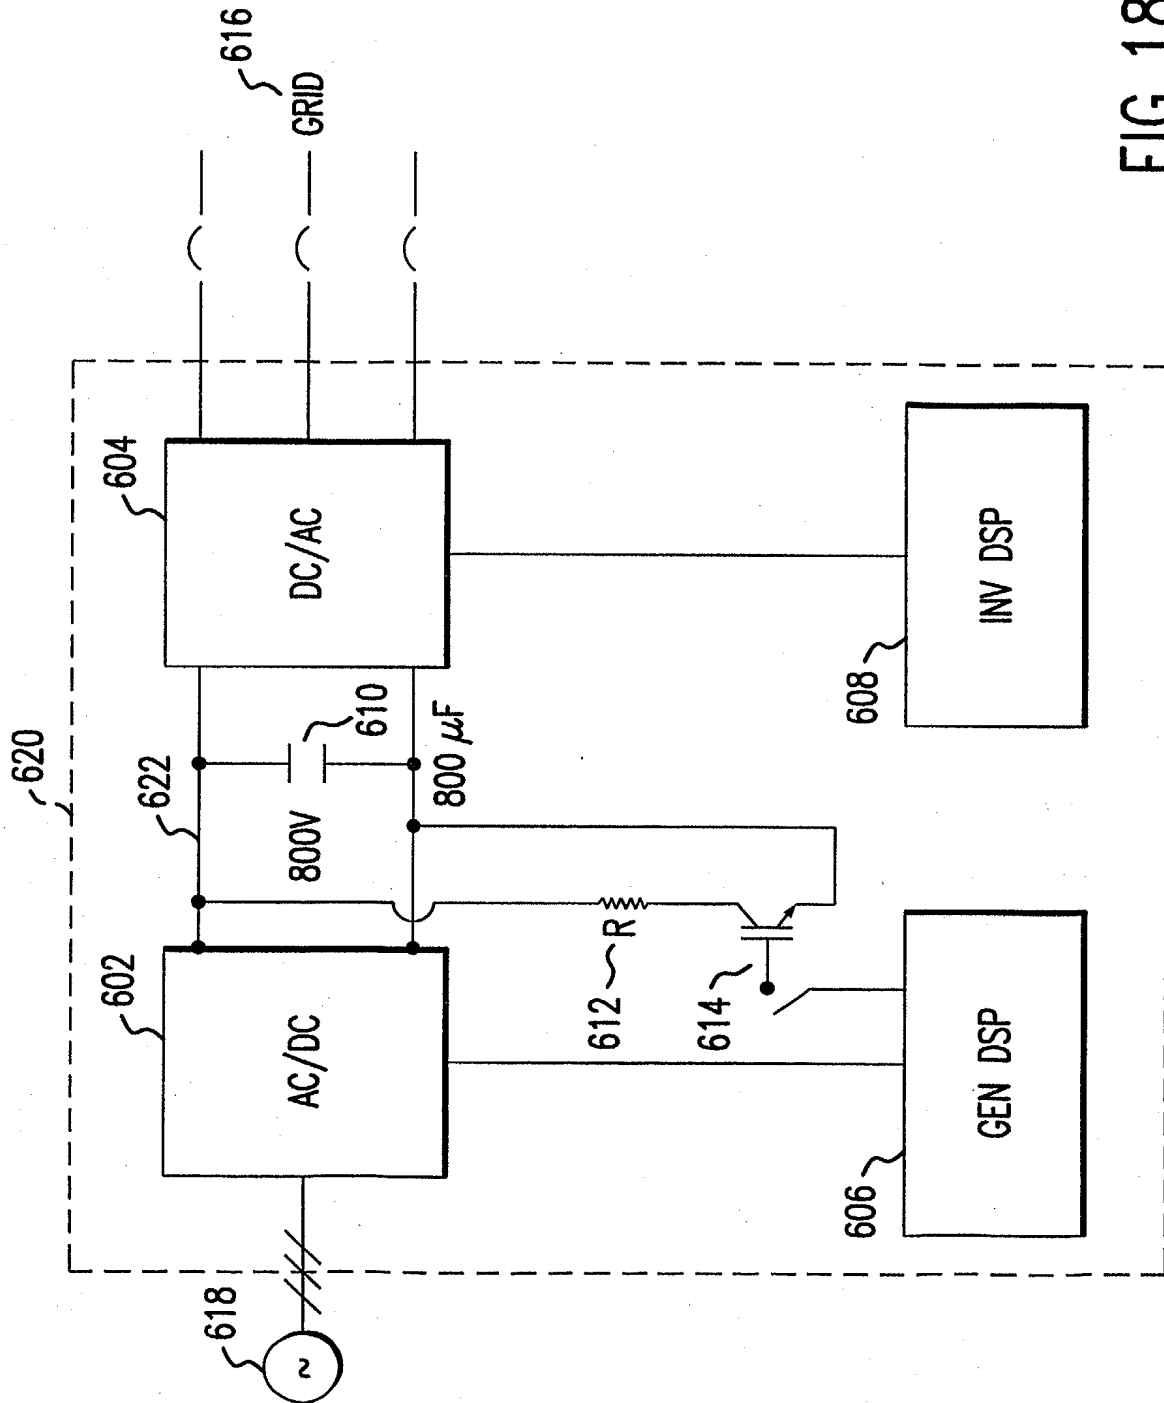 620
616
GRID
604
DC/AC
622
610
800V
800 µF
602
AC/DC
618
612
R
614
608
INV DSP
606
GEN DSP
FIG. 18